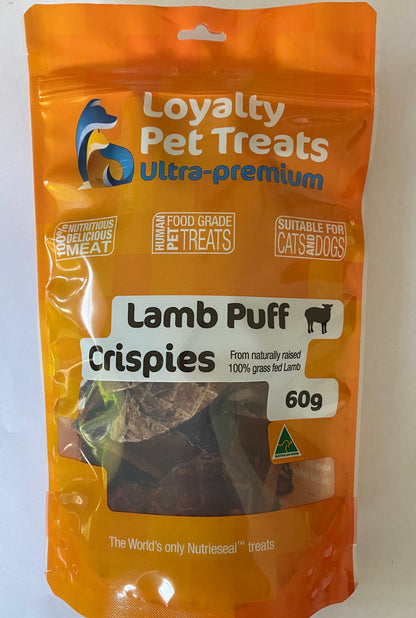 Loyalty
Pet Treats
Ultra-premium
100% NUTRITIOUS DELICIOUS MEAT
HUMAN FOOD GRADE PET TREATS
SUITABLE FOR CATS AND DOGS
Lamb Puff
Crispies
From naturally raised
100% grass fed Lamb
60g
The World's only Nutrieseal™ treats